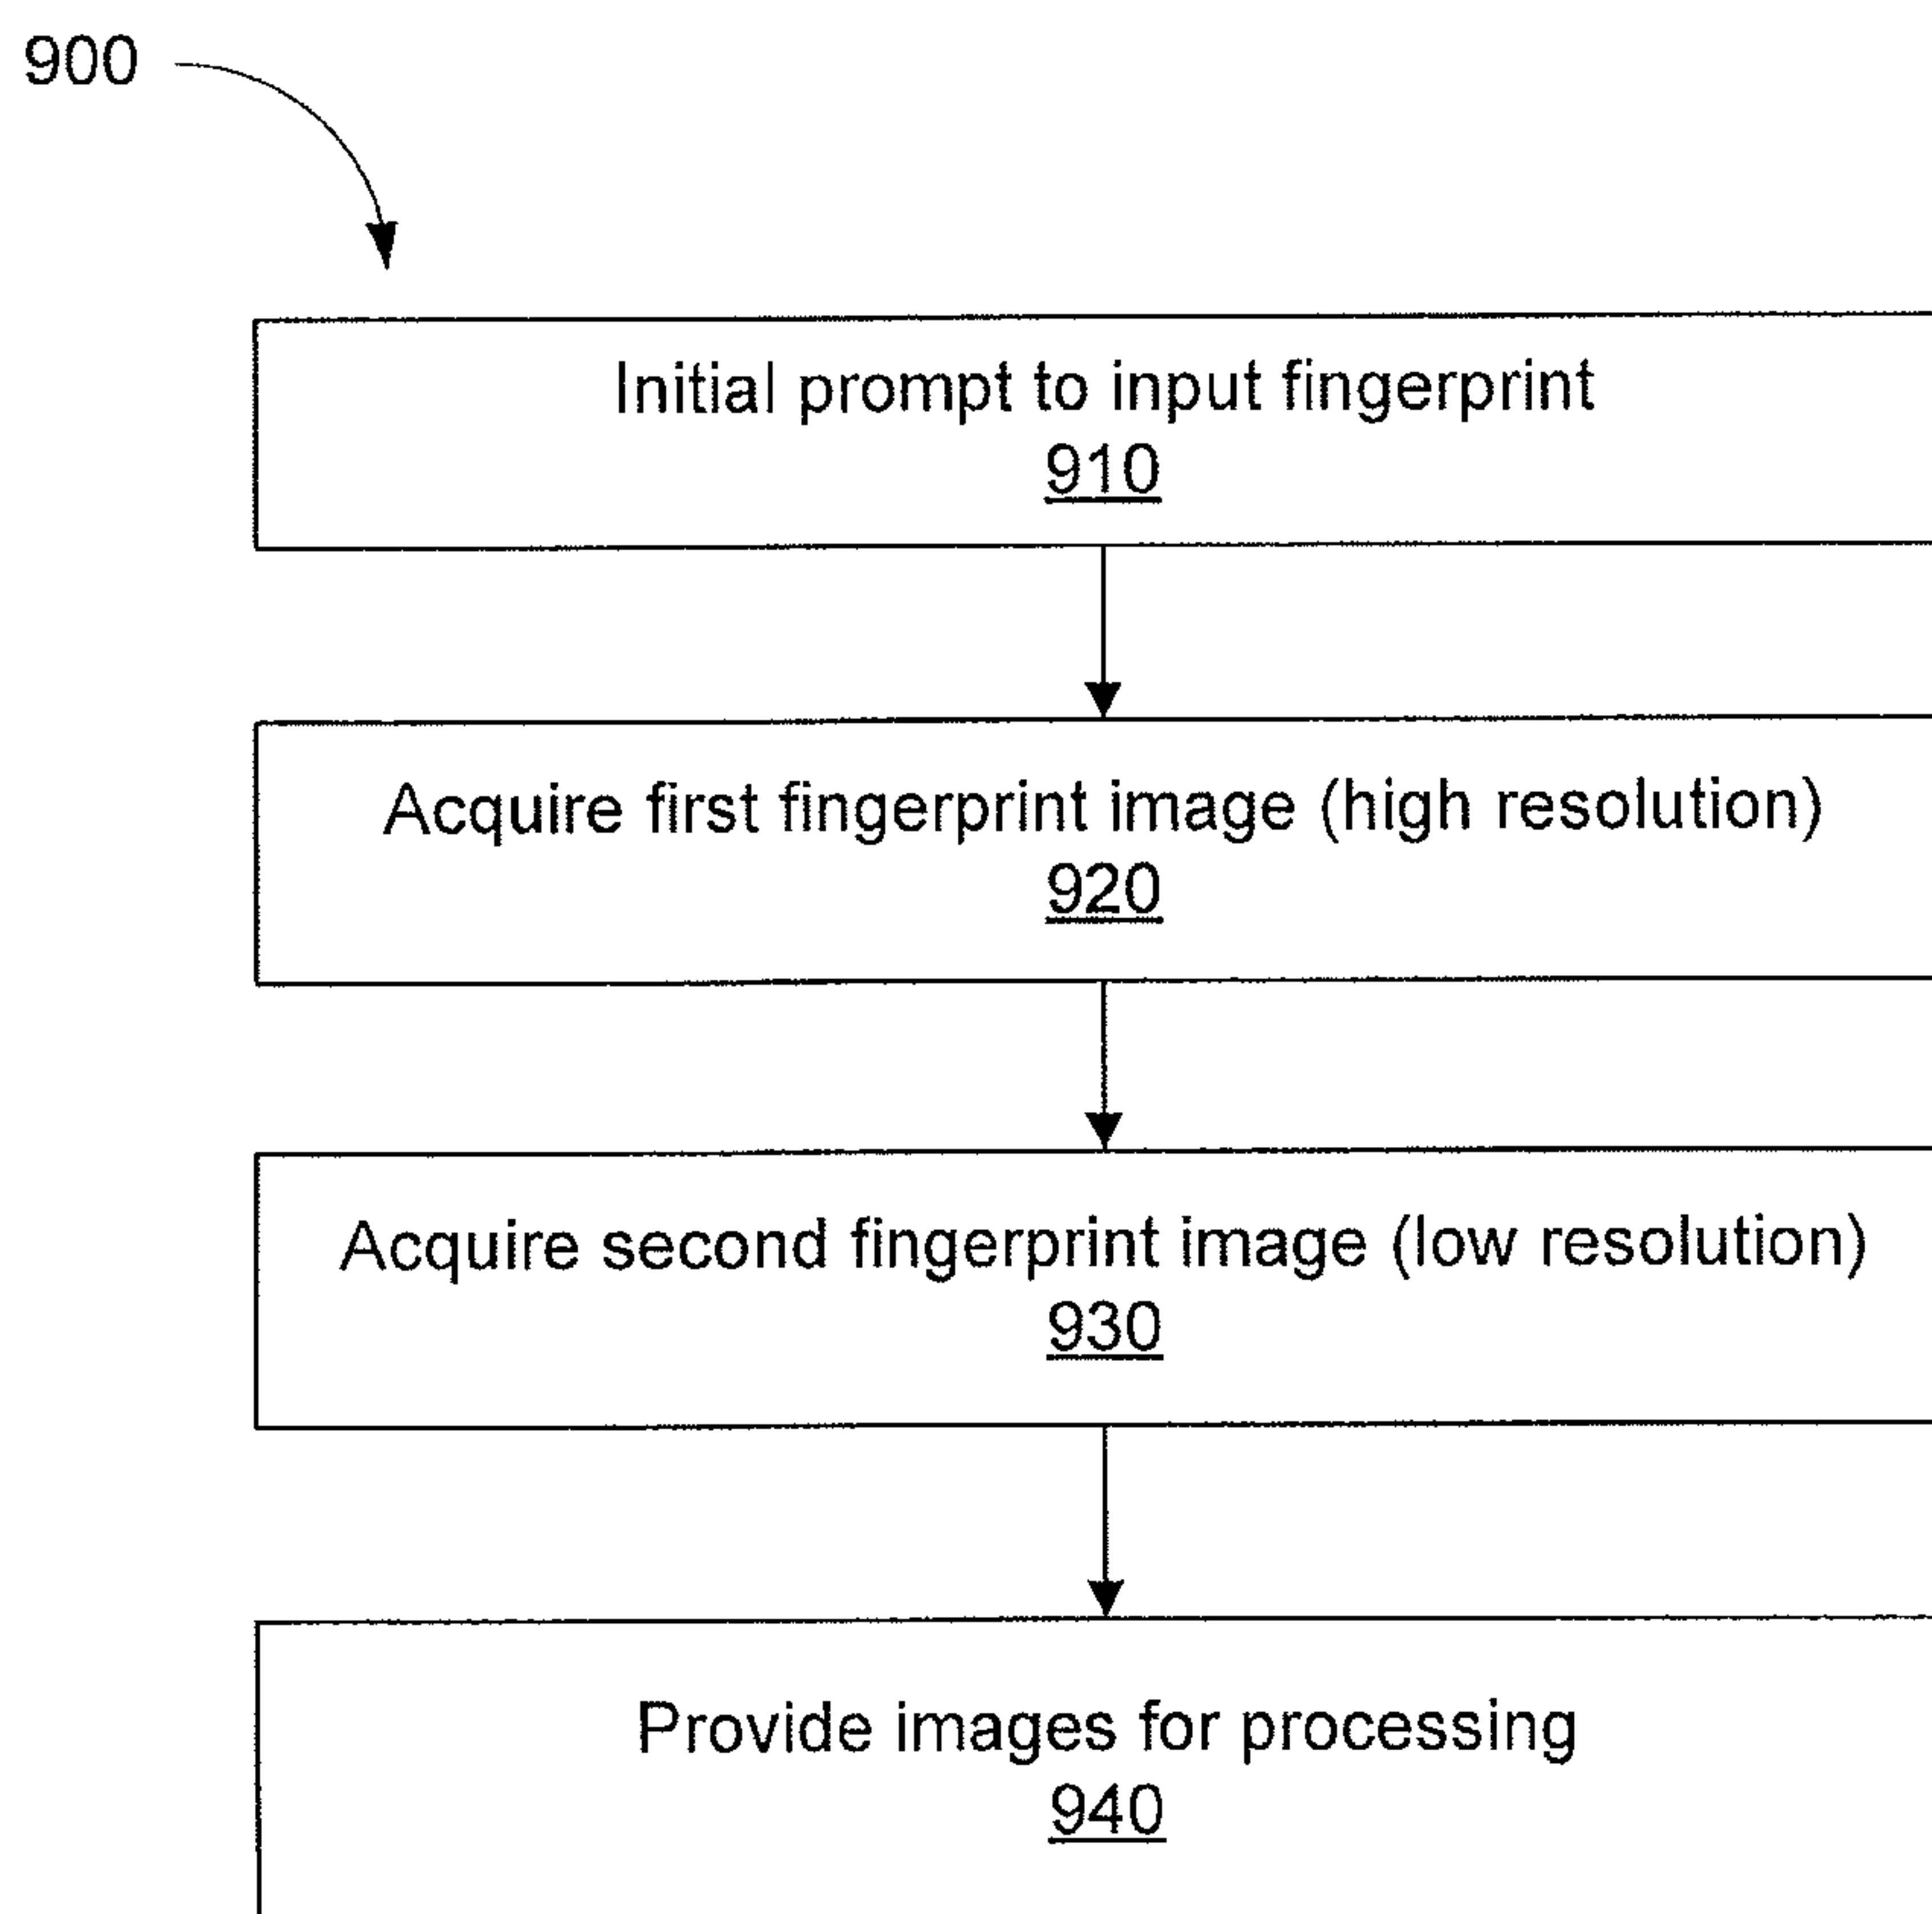 900
Initial prompt to input fingerprint
910
Acquire first fingerprint image (high resolution)
920
Acquire second fingerprint image (low resolution)
930
Provide images for processing
940